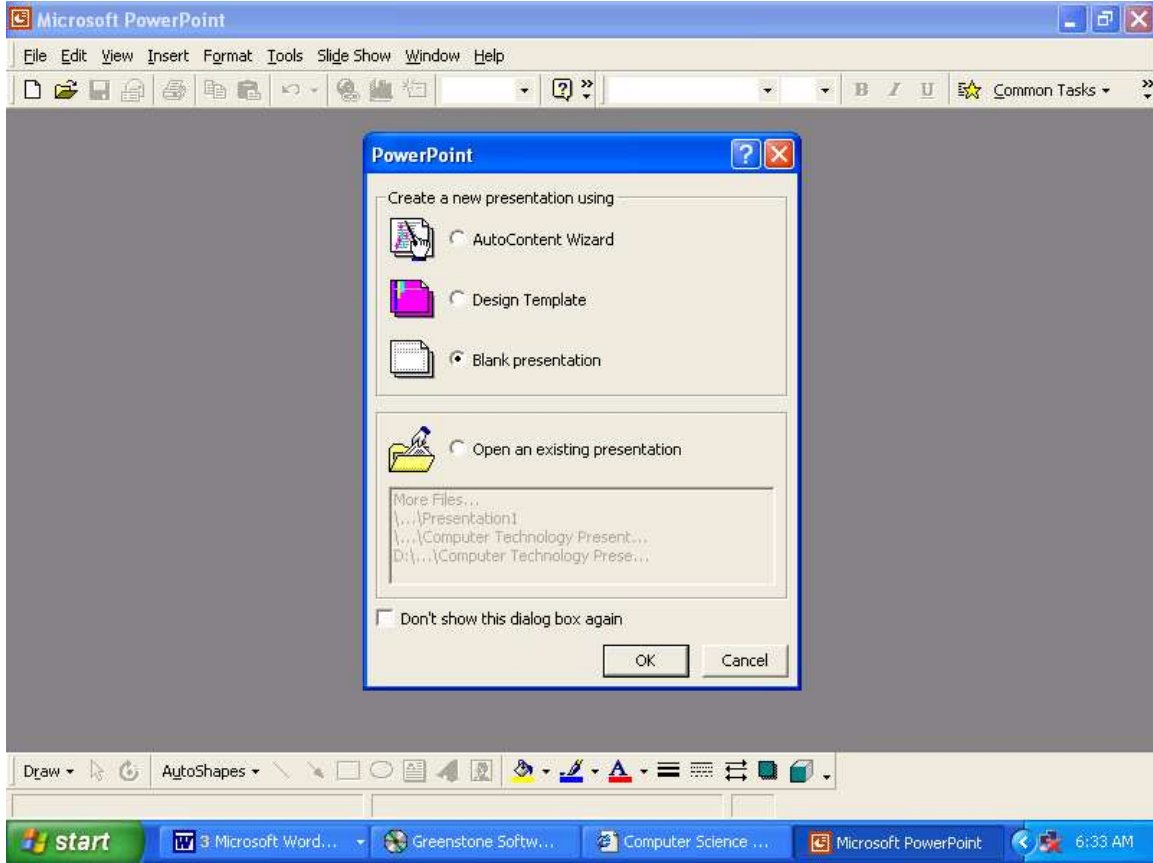 Microsoft PowerPoint
File Edit View Insert Format Tools Slide Show Window Help
B I U Common Tasks
PowerPoint
Create a new presentation using
AutoContent Wizard
Design Template
Blank presentation
Open an existing presentation
More Files...
\...\Presentation1
\...\Computer Technology Present...
D:\...\Computer Technology Prese...
Don't show this dialog box again
OK Cancel
Draw AutoShapes A
start 3 Microsoft Word... Greenstone Softw... Computer Science ... Microsoft PowerPoint 6:33 AM